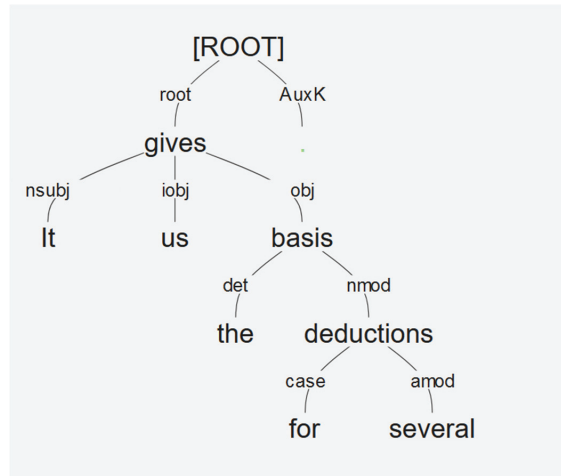 [ROOT]
root AuxK
gives .
nsubj iobj obj
It us basis
det nmod
the deductions
case amod
for several